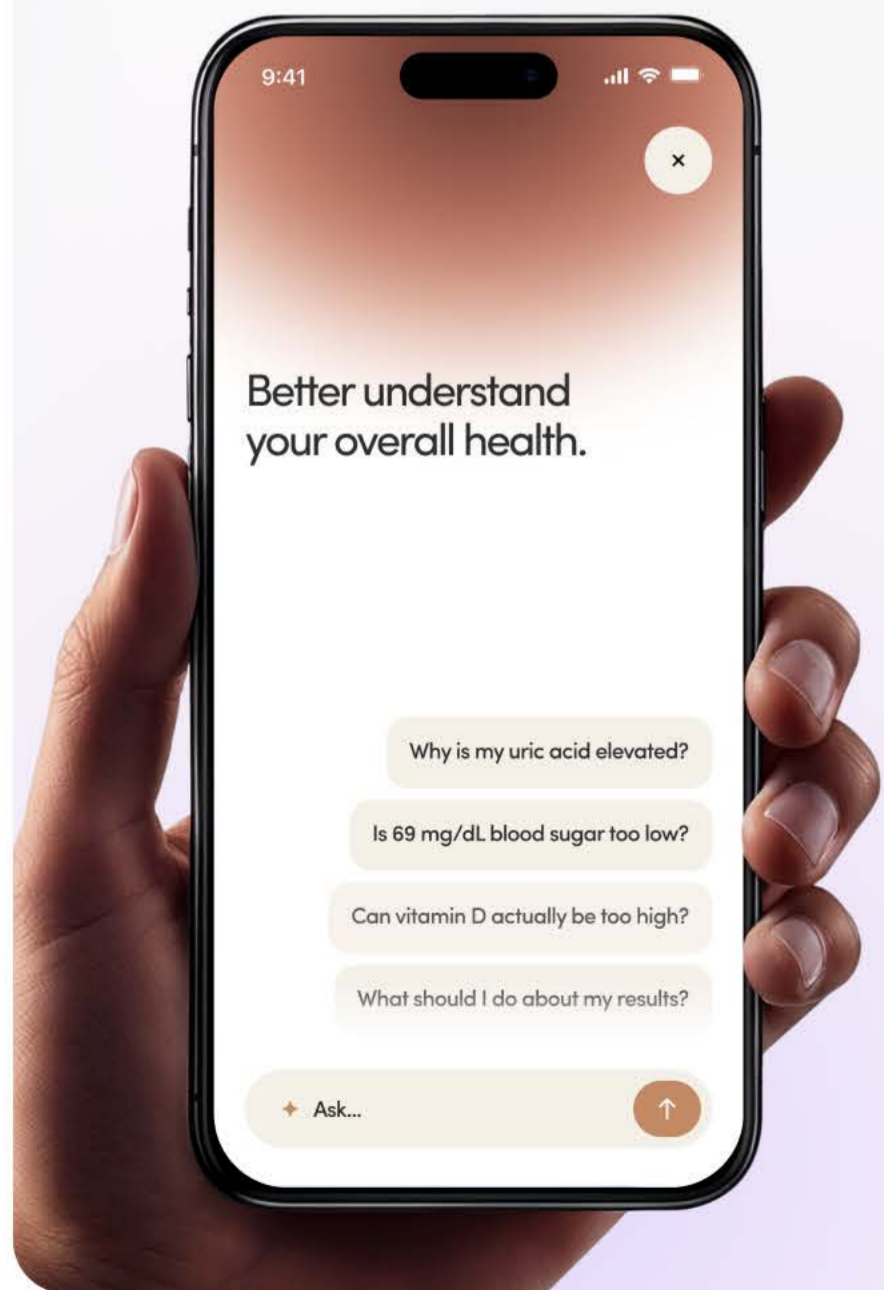 9:41
×
Better understand
your overall health.
Why is my uric acid elevated?
Is 69 mg/dL blood sugar too low?
Can vitamin D actually be too high?
What should I do about my results?
Ask...